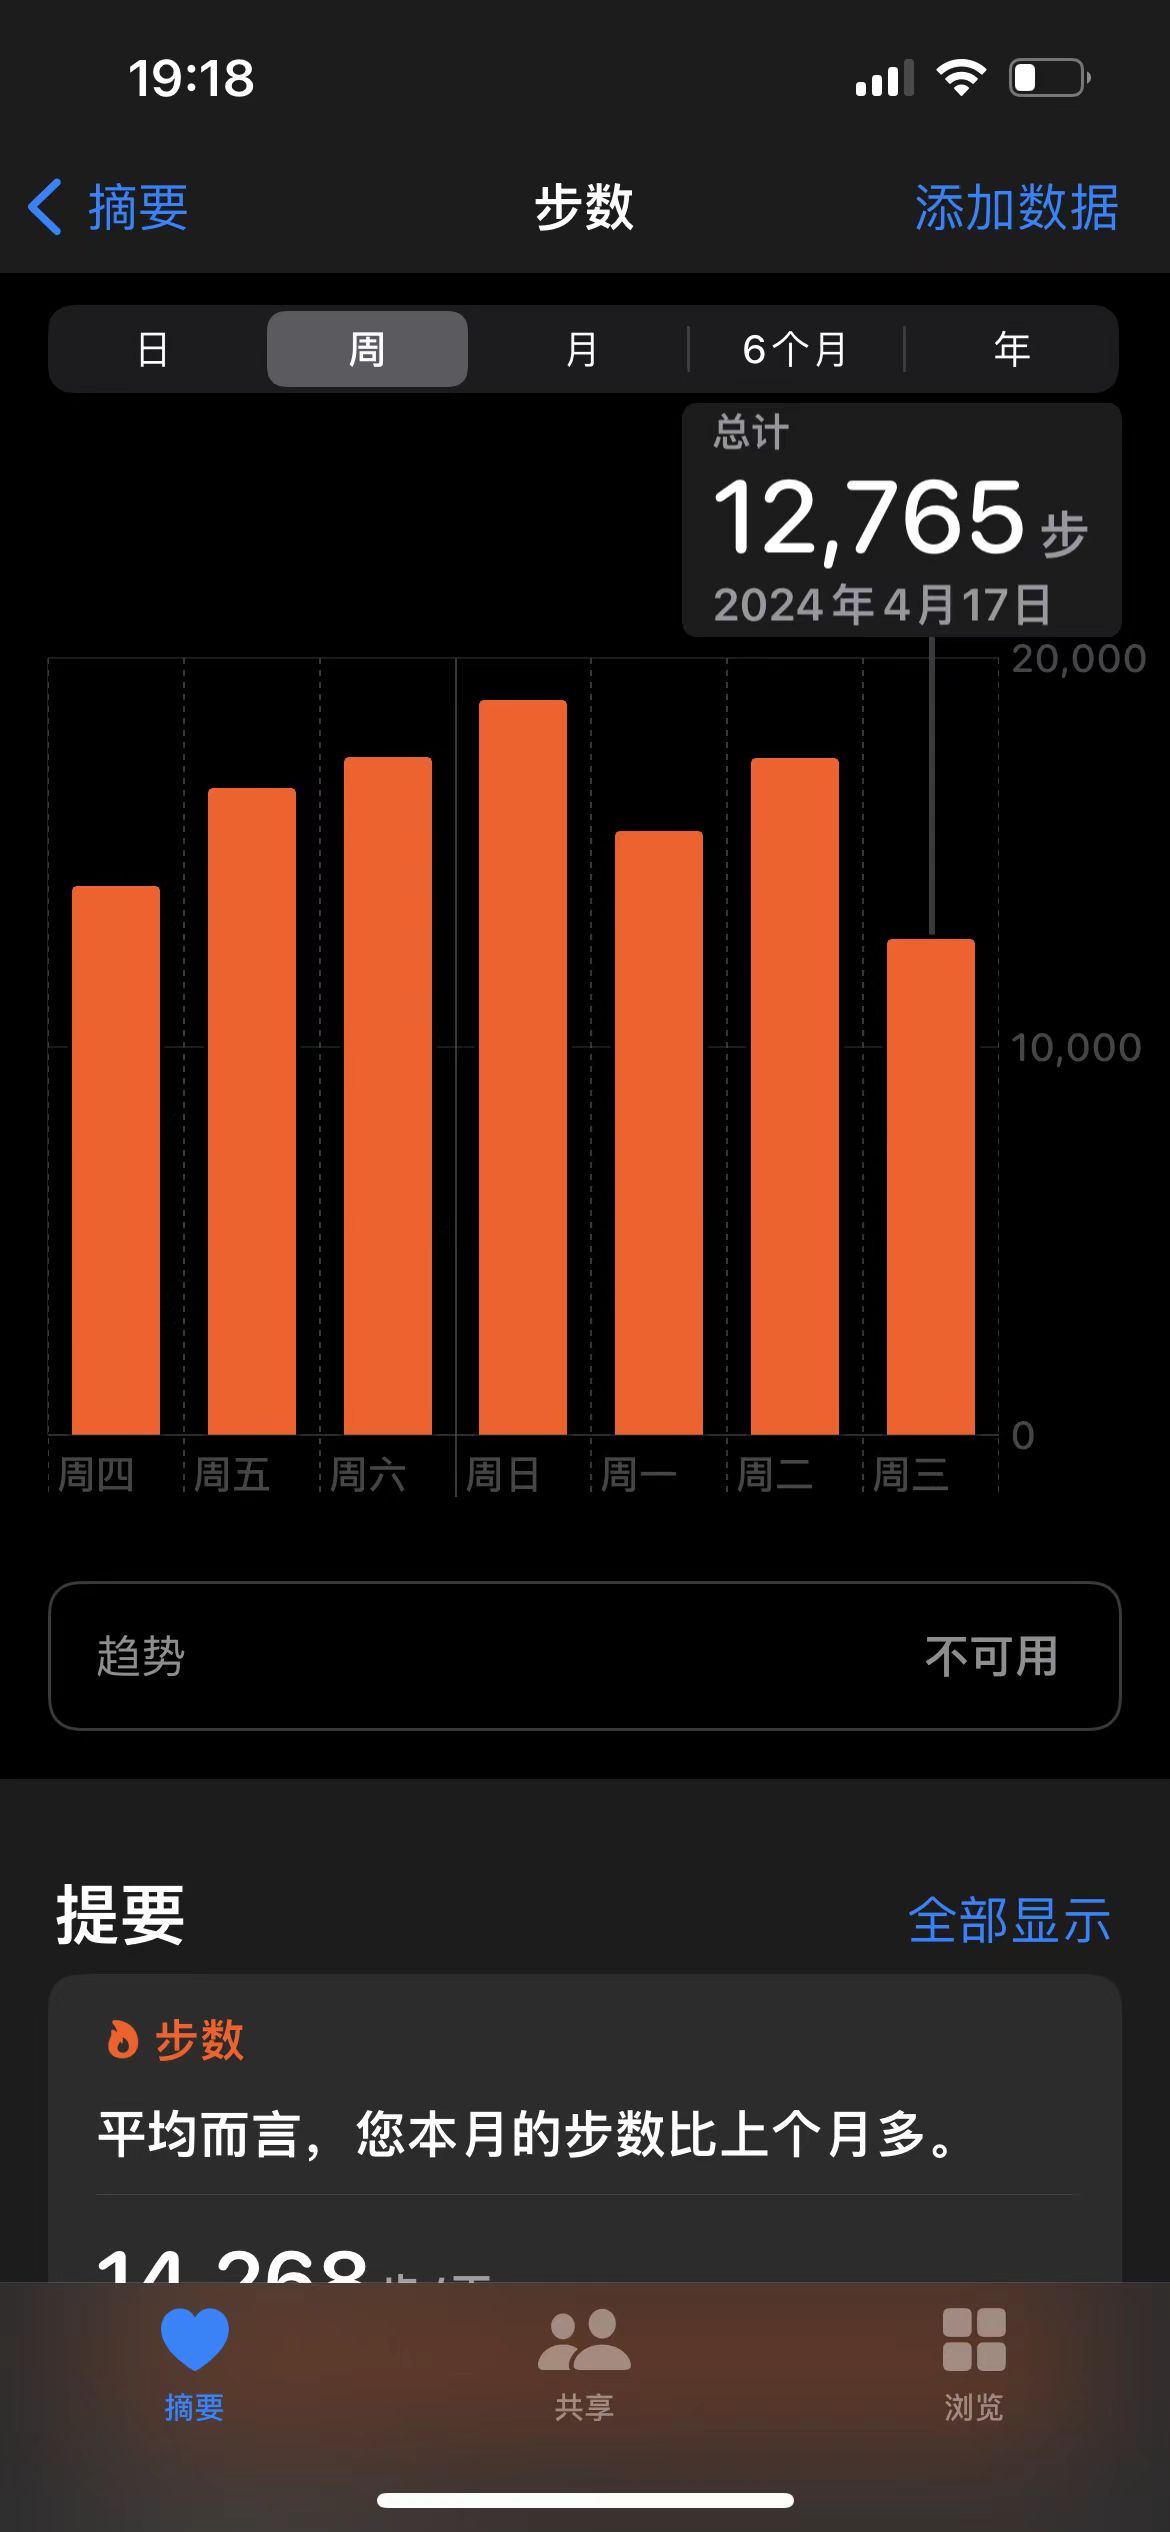 19:18
摘要
步数
添加数据
日
周
月
6个月
年
总计
12,765 步
2024年4月17日
20,000
10,000
0
周四
周五
周六
周日
周一
周二
周三
趋势
不可用
提要
全部显示
步数
平均而言，您本月的步数比上个月多。
14,268 步/天
摘要
共享
浏览